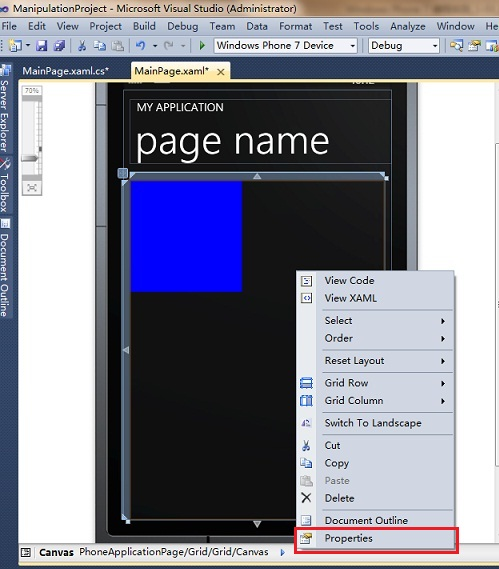 ManipulationProject - Microsoft Visual Studio (Administrator)
File Edit View Project Build Debug Team Data Format Test Analyze Window He
Windows Phone 7 Device Debug
MainPage.xaml.cs* MainPage.xaml*
Server Explorer
Toolbox
Document Outline
70%
MY APPLICATION
page name
View Code
View XAML
Select
Order
Reset Layout
Grid Row
Grid Column
Switch To Landscape
Cut
Copy
Paste
Delete
Document Outline
Properties
Canvas PhoneApplicationPage/Grid/Grid/Canvas